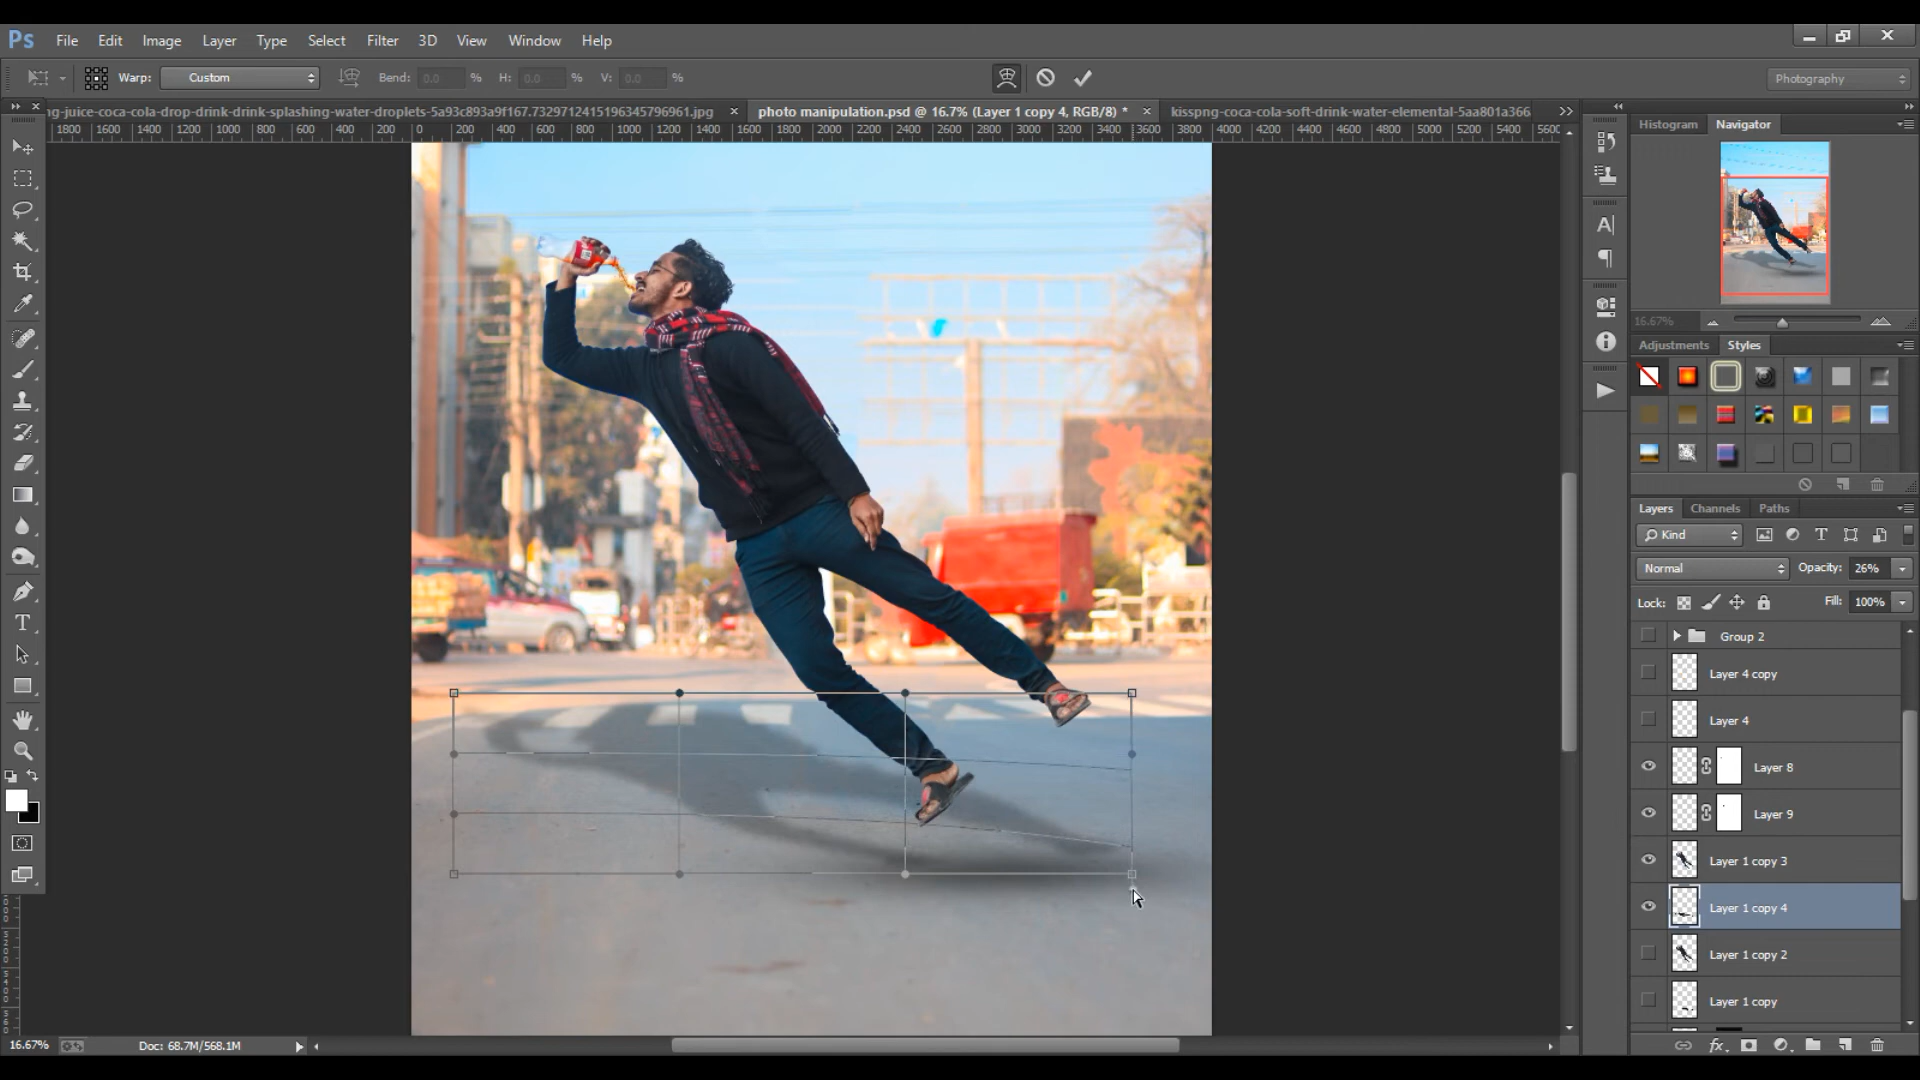 Ps File Edit Image Layer Type Select Filter 3D View Window Help
Warp: Custom Bend: 0.0 % H: 0.0 % V: 0.0 % Photography
ng-juice-coca-cola-drop-drink-drink-splashing-water-droplets-5a93c893a9f167.7329712415196345796961.jpg × photo manipulation.psd @ 16.7% (Layer 1 copy 4, RGB/8) * × kisspng-coca-cola-soft-drink-water-elemental-5aa801a366
1800 1600 1400 1200 1000 800 600 400 200 0 200 400 600 800 1000 1200 1400 1600 1800 2000 2200 2400 2600 2800 3000 3200 3400 3600 3800 4000 4200 4400 4600 4800 5000 5200 5400 5600
Histogram Navigator
16.67%
Adjustments Styles
Layers Channels Paths
Kind
Normal Opacity: 26%
Lock: Fill: 100%
Group 2
Layer 4 copy
Layer 4
Layer 8
Layer 9
Layer 1 copy 3
Layer 1 copy 4
Layer 1 copy 2
Layer 1 copy
16.67% Doc: 68.7M/568.1M